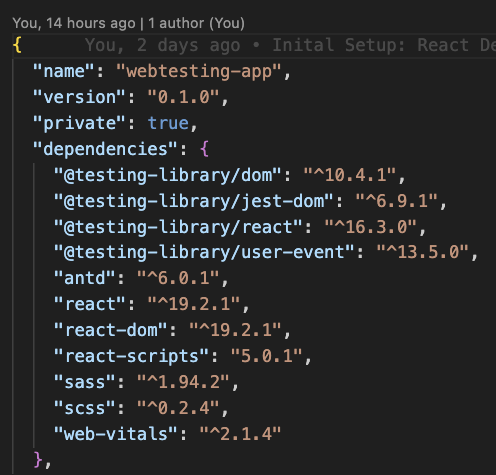 You, 14 hours ago | 1 author (You)
{ You, 2 days ago • Inital Setup: React De
"name": "webtesting-app",
"version": "0.1.0",
"private": true,
"dependencies": {
"@testing-library/dom": "^10.4.1",
"@testing-library/jest-dom": "^6.9.1",
"@testing-library/react": "^16.3.0",
"@testing-library/user-event": "^13.5.0",
"antd": "^6.0.1",
"react": "^19.2.1",
"react-dom": "^19.2.1",
"react-scripts": "5.0.1",
"sass": "^1.94.2",
"scss": "^0.2.4",
"web-vitals": "^2.1.4"
},